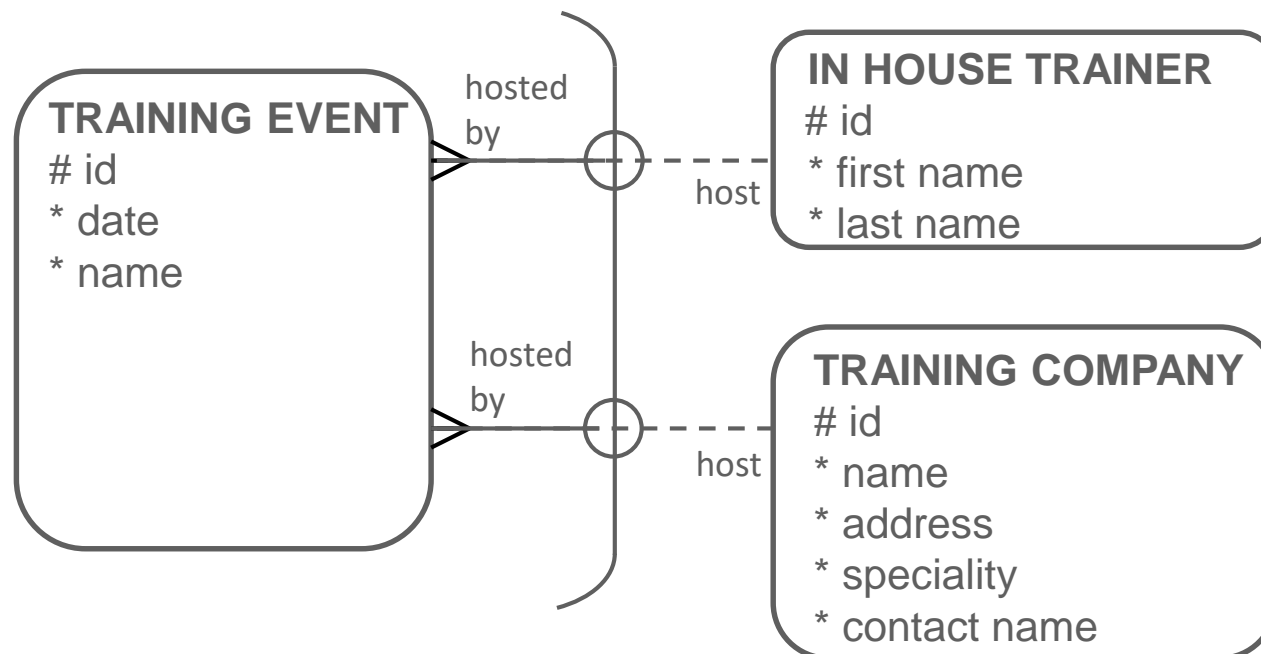 TRAINING EVENT
# id
* date
* name
hosted
by
host
IN HOUSE TRAINER
# id
* first name
* last name
hosted
by
host
TRAINING COMPANY
# id
* name
* address
* speciality
* contact name